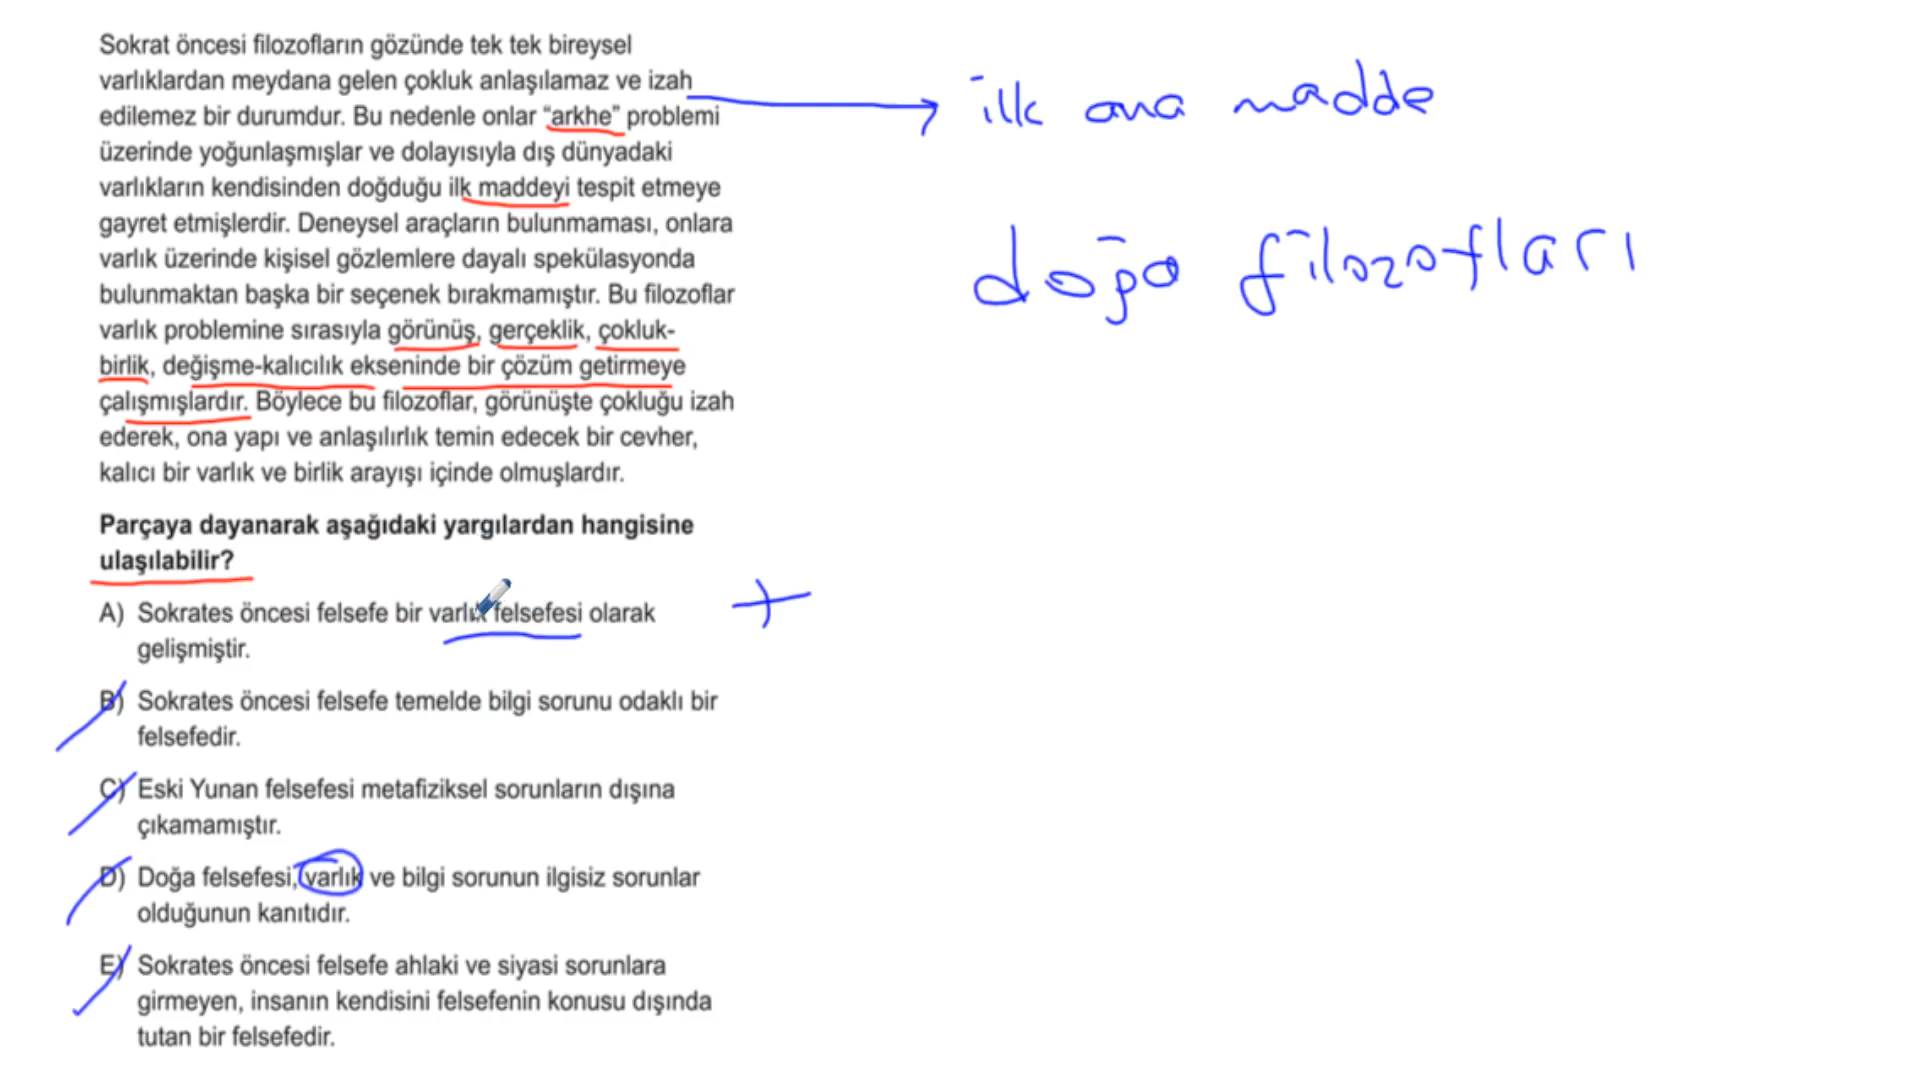 Sokrat öncesi filozofların gözünde tek tek bireysel
varlıklardan meydana gelen çokluk anlaşılamaz ve izah
edilemez bir durumdur. Bu nedenle onlar “arkhe” problemi
üzerinde yoğunlaşmışlar ve dolayısıyla dış dünyadaki
varlıkların kendisinden doğduğu ilk maddeyi tespit etmeye
gayret etmişlerdir. Deneysel araçların bulunmaması, onlara
varlık üzerinde kişisel gözlemlere dayalı spekülasyonda
bulunmaktan başka bir seçenek bırakmamıştır. Bu filozoflar
varlık problemine sırasıyla görünüş, gerçeklik, çokluk-
birlik, değişme-kalıcılık ekseninde bir çözüm getirmeye
çalışmışlardır. Böylece bu filozoflar, görünüşte çokluğu izah
ederek, ona yapı ve anlaşılırlık temin edecek bir cevher,
kalıcı bir varlık ve birlik arayışı içinde olmuşlardır.
Parçaya dayanarak aşağıdaki yargılardan hangisine
ulaşılabilir?
A) Sokrates öncesi felsefe bir varlık felsefesi olarak
gelişmiştir.
B) Sokrates öncesi felsefe temelde bilgi sorunu odaklı bir
felsefedir.
C) Eski Yunan felsefesi metafiziksel sorunların dışına
çıkamamıştır.
D) Doğa felsefesi, varlık ve bilgi sorunun ilgisiz sorunlar
olduğunun kanıtıdır.
E) Sokrates öncesi felsefe ahlaki ve siyasi sorunlara
girmeyen, insanın kendisini felsefenin konusu dışında
tutan bir felsefedir.
ilk ana madde
doğa filozofları